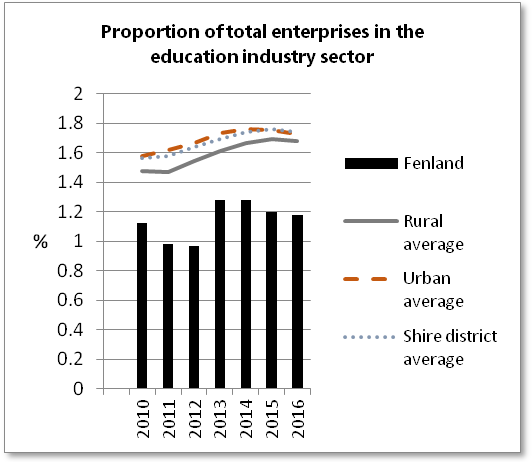 Proportion of total enterprises in the
education industry sector
2
1.8
1.6
1.4
1.2
1
0.8
0.6
0.4
0.2
0
%
2010
2011
2012
2013
2014
2015
2016
Fenland
Rural
average
Urban
average
Shire district
average